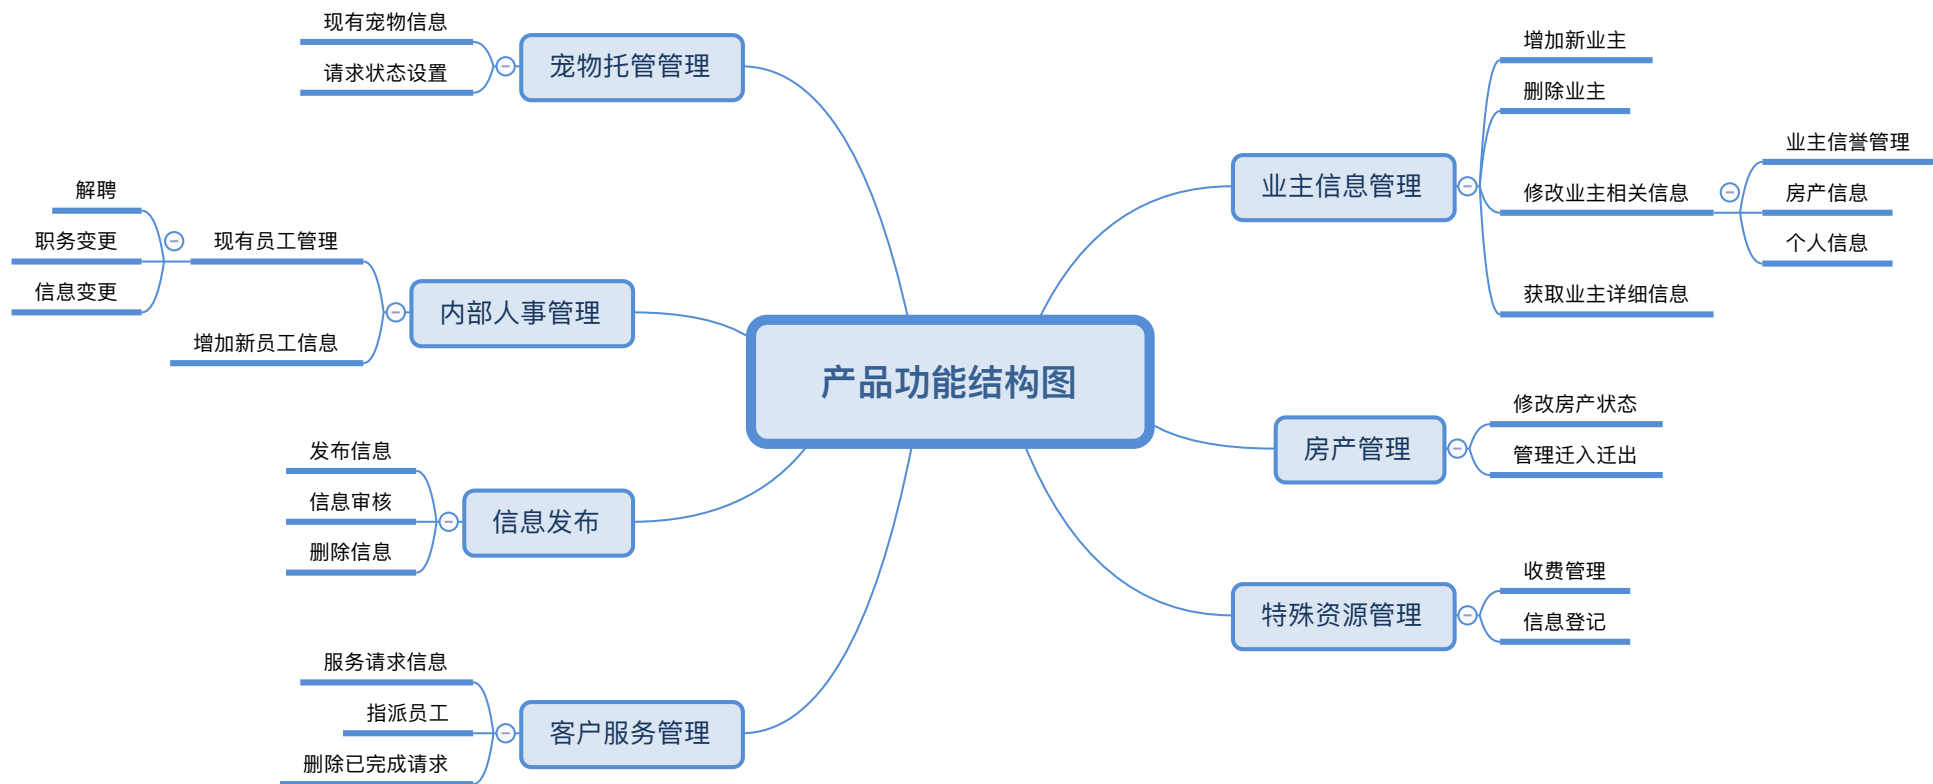 产品功能结构图
业主信息管理
增加新业主
删除业主
修改业主相关信息
业主信誉管理
房产信息
个人信息
获取业主详细信息
房产管理
修改房产状态
管理迁入迁出
特殊资源管理
收费管理
信息登记
宠物托管管理
现有宠物信息
请求状态设置
内部人事管理
现有员工管理
解聘
职务变更
信息变更
增加新员工信息
信息发布
发布信息
信息审核
删除信息
客户服务管理
服务请求信息
指派员工
删除已完成请求